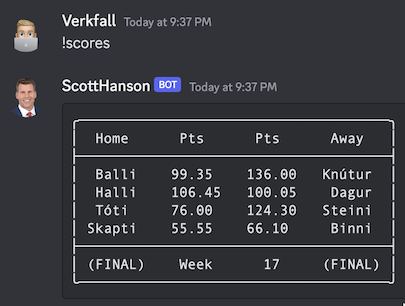 Verkfall Today at 9:37 PM
!scores
ScottHanson BOT Today at 9:37 PM
Home Pts Pts Away
Balli 99.35 136.00 Knútur
Halli 106.45 100.05 Dagur
Tóti 76.00 124.30 Steini
Skapti 55.55 66.10 Binni
(FINAL) Week 17 (FINAL)